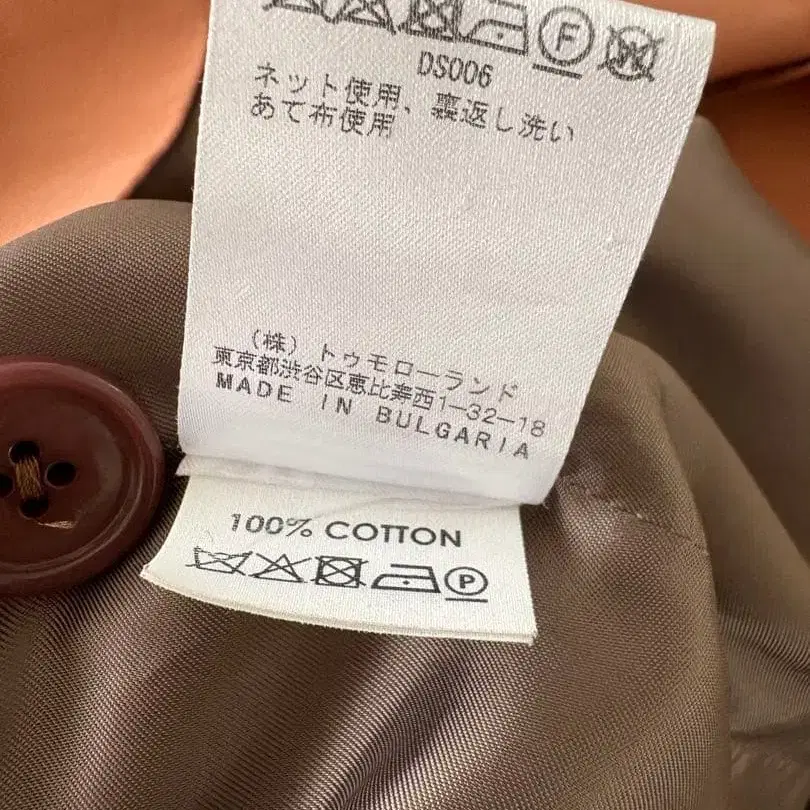 F W
DS006
ネット使用、裏返し洗い
あて布使用
(株)トゥモローランド
東京都渋谷区恵比寿西1-32-18
MADE IN BULGARIA
100% COTTON
P